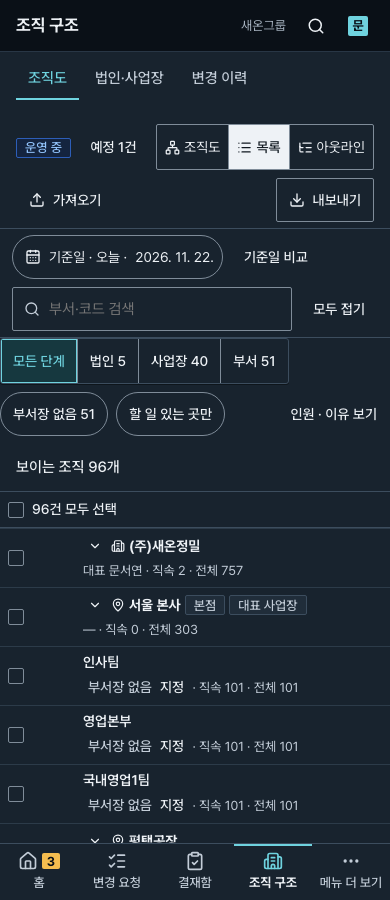 조직 구조
새온그룹
문
조직도 법인·사업장 변경 이력
운영 중 예정 1건 조직도 목록 아웃라인
가져오기 내보내기
기준일 · 오늘 · 2026. 11. 22. 기준일 비교
부서·코드 검색 모두 접기
모든 단계 법인 5 사업장 40 부서 51
부서장 없음 51 할 일 있는 곳만 인원 · 이유 보기
보이는 조직 96개
96건 모두 선택
(주)새온정밀
대표 문서연 · 직속 2 · 전체 757
서울 본사 본점 대표 사업장
— · 직속 0 · 전체 303
인사팀
부서장 없음 지정 · 직속 101 · 전체 101
영업본부
부서장 없음 지정 · 직속 101 · 전체 101
국내영업1팀
부서장 없음 지정 · 직속 101 · 전체 101
평택공장
3
홈 변경 요청 결재함 조직 구조 메뉴 더 보기